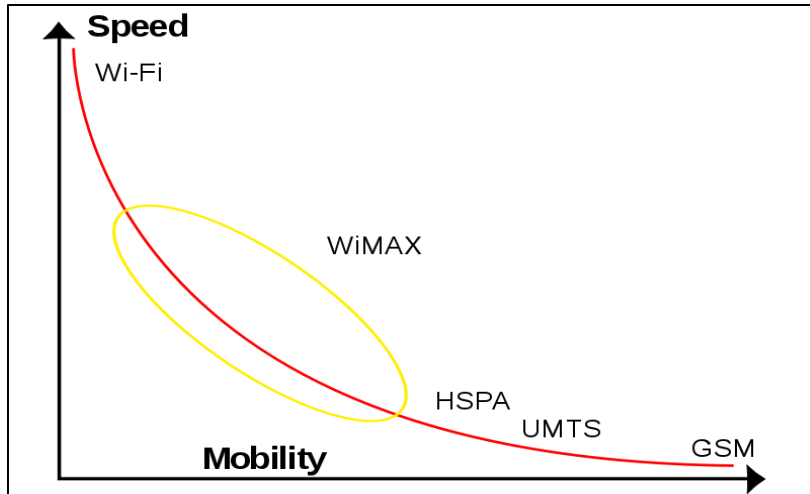 Speed
Wi-Fi
WiMAX
HSPA
UMTS
GSM
Mobility